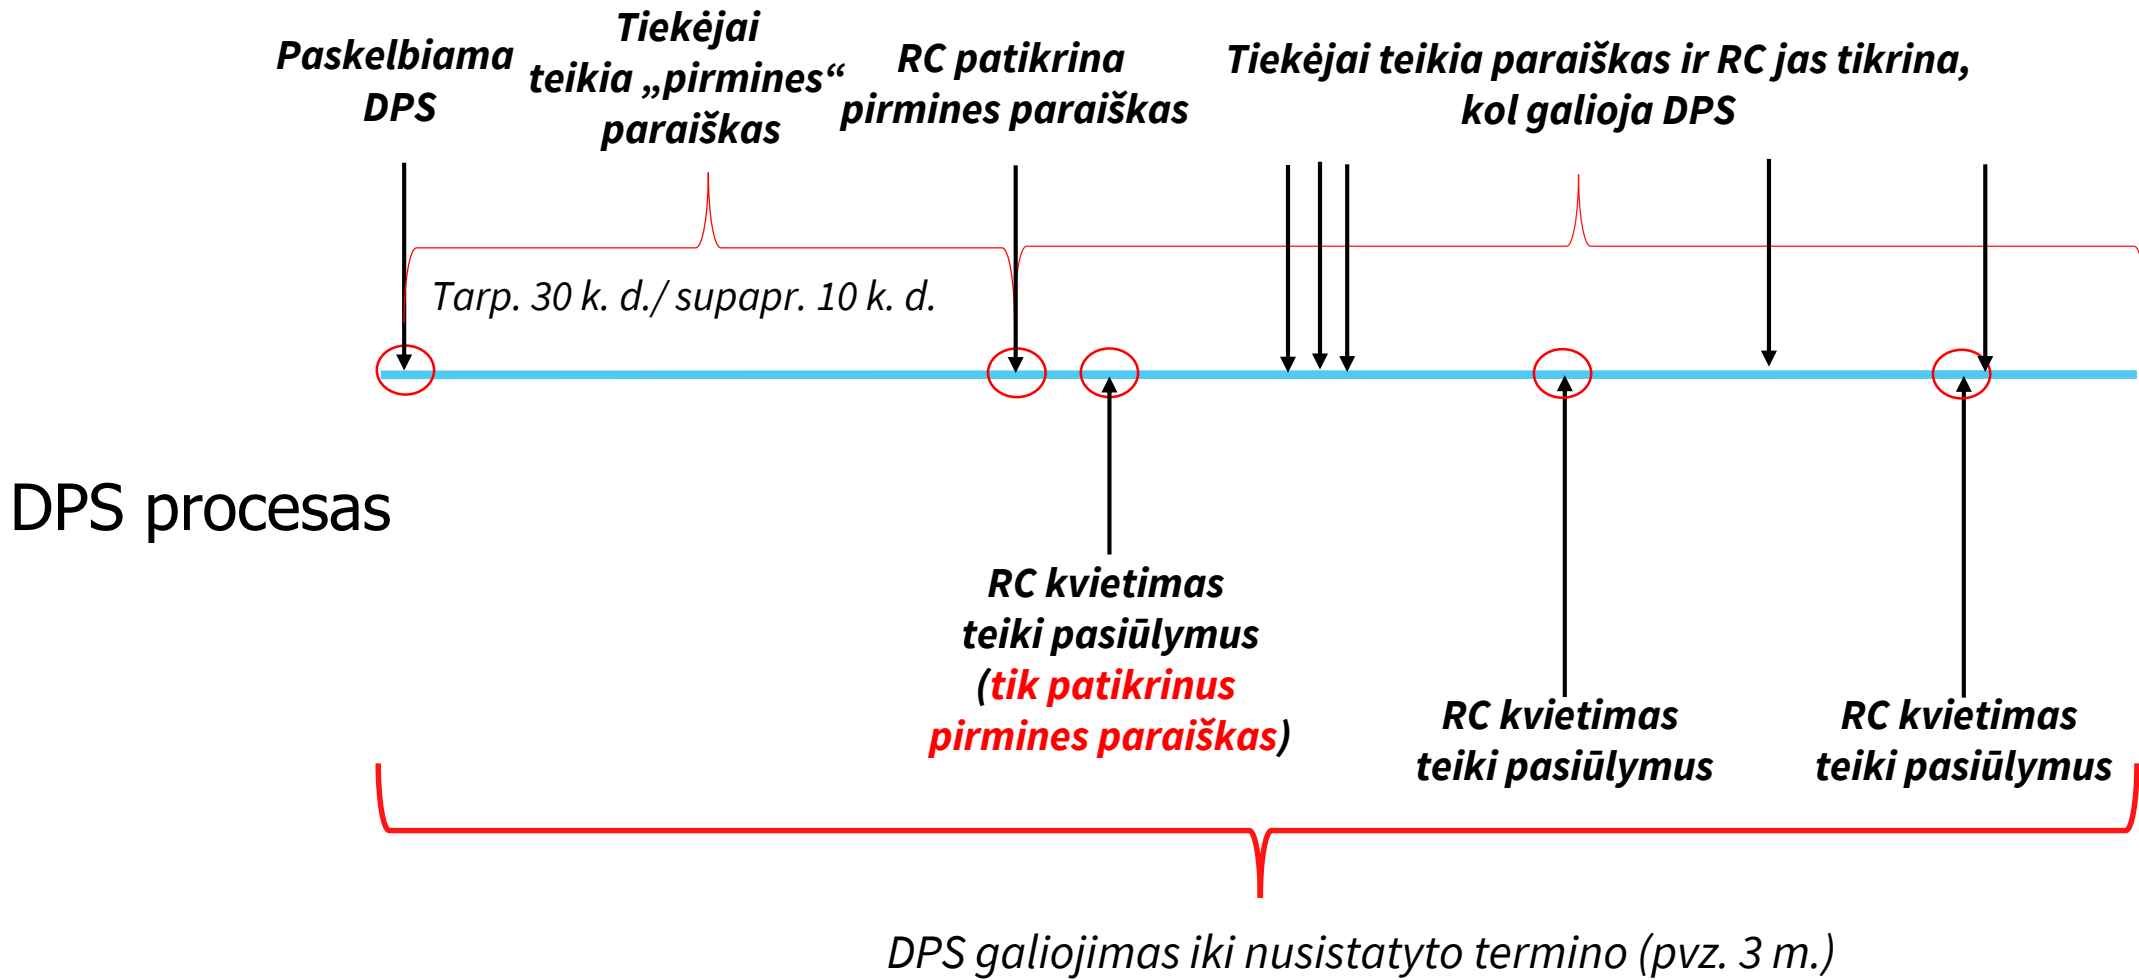 Paskelbiama
DPS
Tiekėjai
teikia „pirmines“
paraiškas
RC patikrina
pirmines paraiškas
Tiekėjai teikia paraiškas ir RC jas tikrina,
kol galioja DPS
Tarp. 30 k. d./ supapr. 10 k. d.
DPS procesas
RC kvietimas
teiki pasiūlymus
(tik patikrinus
pirmines paraiškas)
RC kvietimas
teiki pasiūlymus
RC kvietimas
teiki pasiūlymus
DPS galiojimas iki nusistatyto termino (pvz. 3 m.)